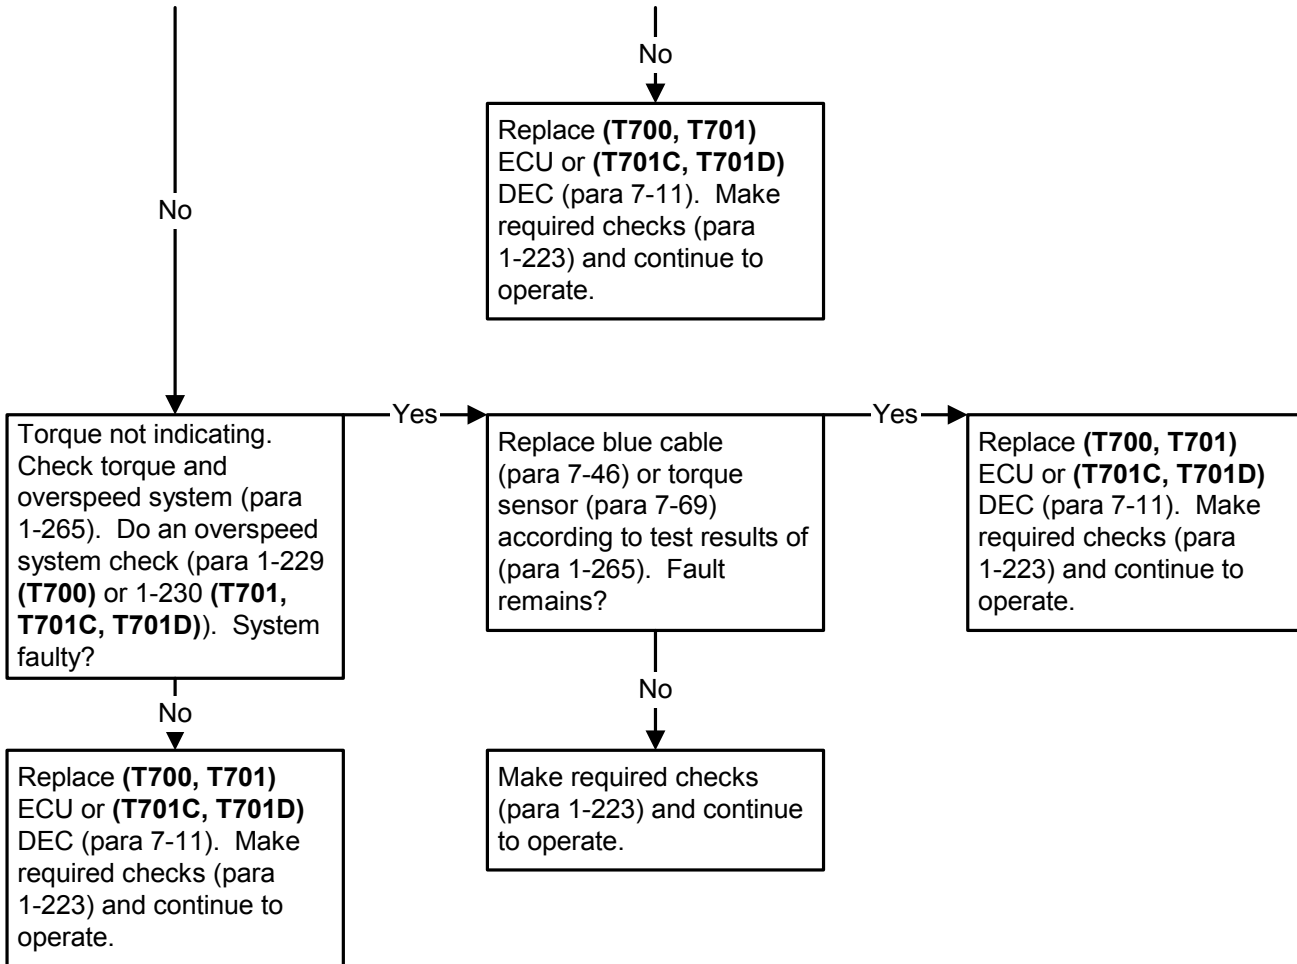 No
Replace (T700, T701)
ECU or (T701C, T701D)
DEC (para 7-11). Make
required checks (para
1-223) and continue to
operate.
No
Torque not indicating.
Check torque and
overspeed system (para
1-265). Do an overspeed
system check (para 1-229
(T700) or 1-230 (T701,
T701C, T701D)). System
faulty?
Yes
Replace blue cable
(para 7-46) or torque
sensor (para 7-69)
according to test results of
(para 1-265). Fault
remains?
Yes
Replace (T700, T701)
ECU or (T701C, T701D)
DEC (para 7-11). Make
required checks (para
1-223) and continue to
operate.
No
Replace (T700, T701)
ECU or (T701C, T701D)
DEC (para 7-11). Make
required checks (para
1-223) and continue to
operate.
No
Make required checks
(para 1-223) and continue
to operate.